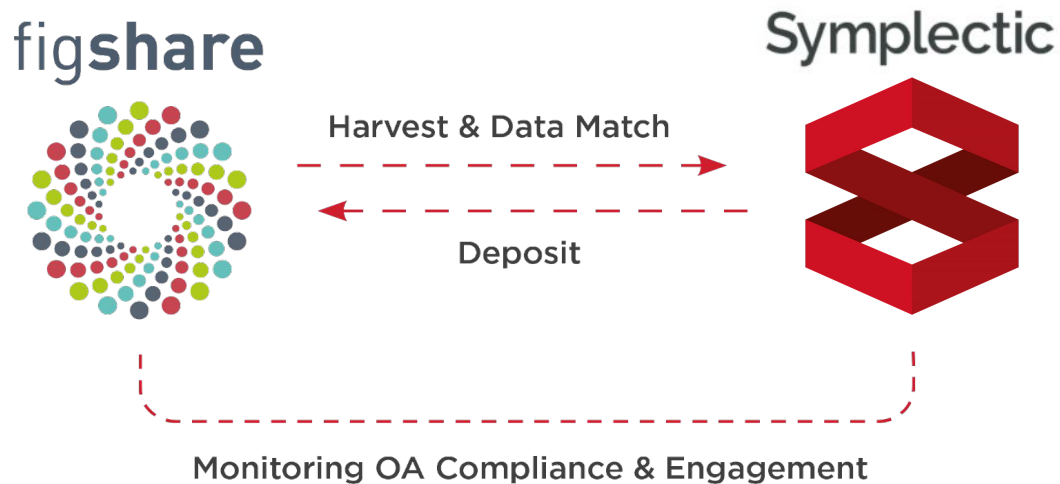 figshare
Symplectic
Harvest & Data Match
Deposit
Monitoring OA Compliance & Engagement